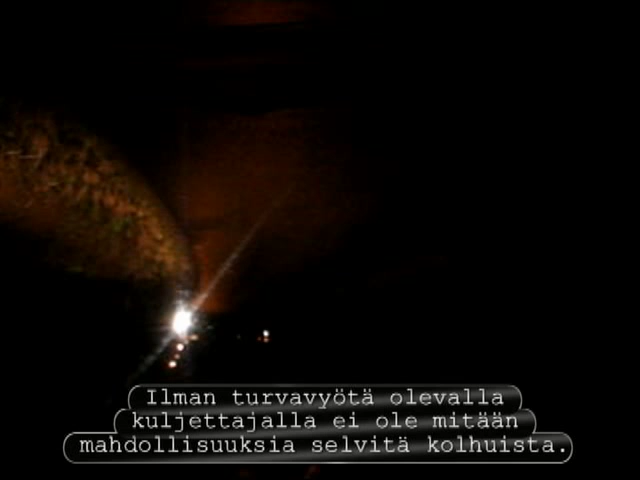 Ilman turvavyötä olevalla
kuljettajalla ei ole mitään
mahdollisuuksia selvitä kolhuista.